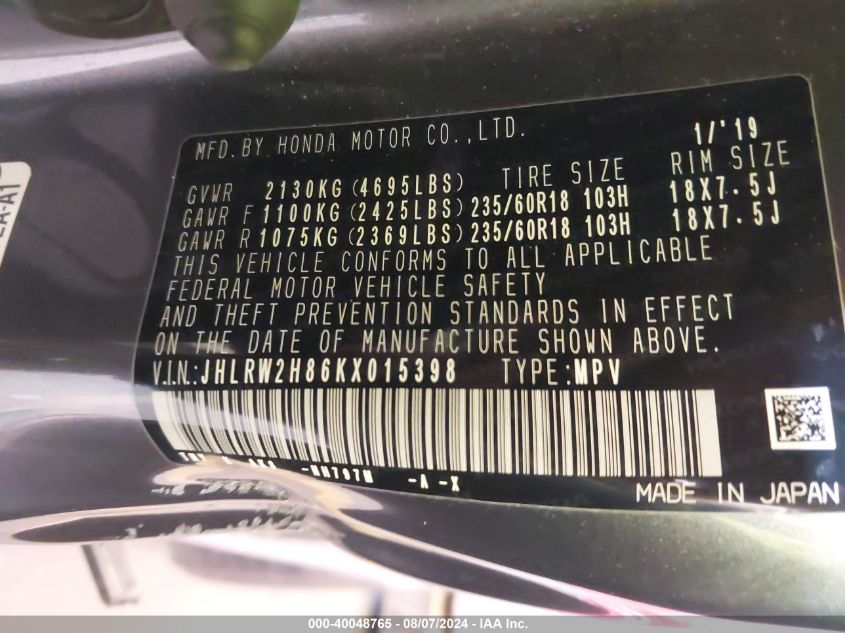 MFD. BY HONDA MOTOR CO., LTD. 1/'19
GVWR 2130KG (4695LBS) TIRE SIZE RIM SIZE
GAWR F 1100KG (2425LBS) 235/60R18 103H 18X7.5J
GAWR R 1075KG (2369LBS) 235/60R18 103H 18X7.5J
THIS VEHICLE CONFORMS TO ALL APPLICABLE
FEDERAL MOTOR VEHICLE SAFETY
AND THEFT PREVENTION STANDARDS IN EFFECT
ON THE DATE OF MANUFACTURE SHOWN ABOVE.
V.I.N.: JHLRW2H86KX015398 TYPE: MPV
-A -X
MADE IN JAPAN
000-40048765 - 08/07/2024 - IAA Inc.